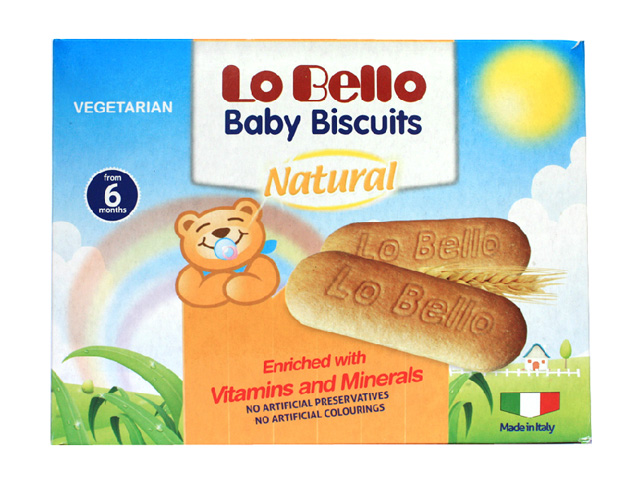 Lo Bello
Baby Biscuits
VEGETARIAN
Natural
from
6
months
Lo Bello
Lo Bello
Enriched with
Vitamins and Minerals
NO ARTIFICIAL PRESERVATIVES
NO ARTIFICIAL COLOURINGS
Made in Italy